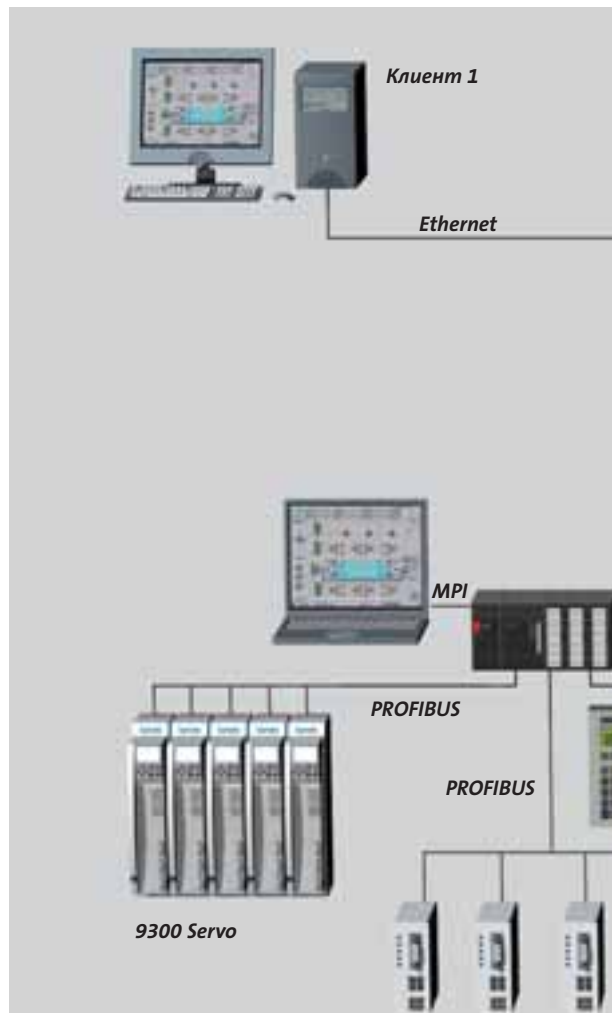 Клиент 1
Ethernet
MPI
PROFIBUS
PROFIBUS
9300 Servo